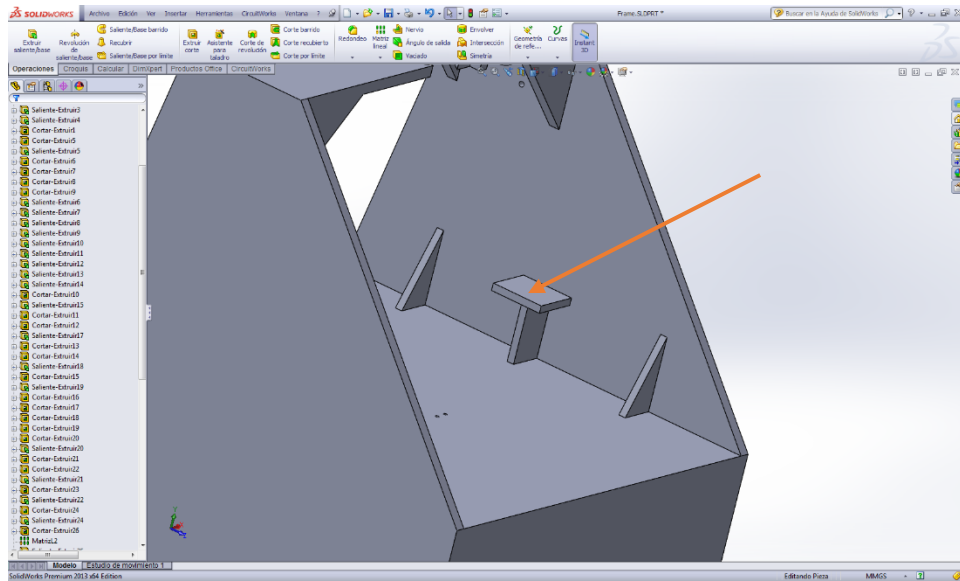 SOLIDWORKS Archivo Edición Ver Insertar Herramientas CircuitWorks Ventana ? Frame.SLDPRT * Buscar en la Ayuda de SolidWorks
Extruir saliente/base
Revolución de saliente/base
Saliente/Base barrido
Recubrir
Saliente/Base por límite
Extruir corte
Asistente para taladro
Corte de revolución
Corte barrido
Corte recubierto
Corte por límite
Redondeo
Matriz lineal
Nervio
Ángulo de salida
Vaciado
Envolver
Intersección
Simetría
Geometría de refe...
Curvas
Instant 3D
Operaciones Croquis Calcular DimXpert Productos Office CircuitWorks
Saliente-Extruir3
Saliente-Extruir4
Cortar-Extruir1
Cortar-Extruir5
Saliente-Extruir5
Cortar-Extruir6
Cortar-Extruir7
Cortar-Extruir8
Cortar-Extruir9
Saliente-Extruir6
Saliente-Extruir7
Saliente-Extruir8
Saliente-Extruir9
Saliente-Extruir10
Saliente-Extruir11
Saliente-Extruir12
Saliente-Extruir13
Saliente-Extruir14
Cortar-Extruir10
Saliente-Extruir15
Cortar-Extruir11
Cortar-Extruir12
Saliente-Extruir17
Cortar-Extruir13
Cortar-Extruir14
Saliente-Extruir18
Cortar-Extruir15
Saliente-Extruir19
Cortar-Extruir16
Cortar-Extruir17
Cortar-Extruir18
Cortar-Extruir19
Cortar-Extruir20
Saliente-Extruir20
Cortar-Extruir21
Cortar-Extruir22
Saliente-Extruir21
Cortar-Extruir23
Saliente-Extruir22
Cortar-Extruir24
Saliente-Extruir24
Cortar-Extruir26
MatrizL2
Modelo Estudio de movimiento 1
SolidWorks Premium 2013 x64 Edition Editando Pieza MMGS